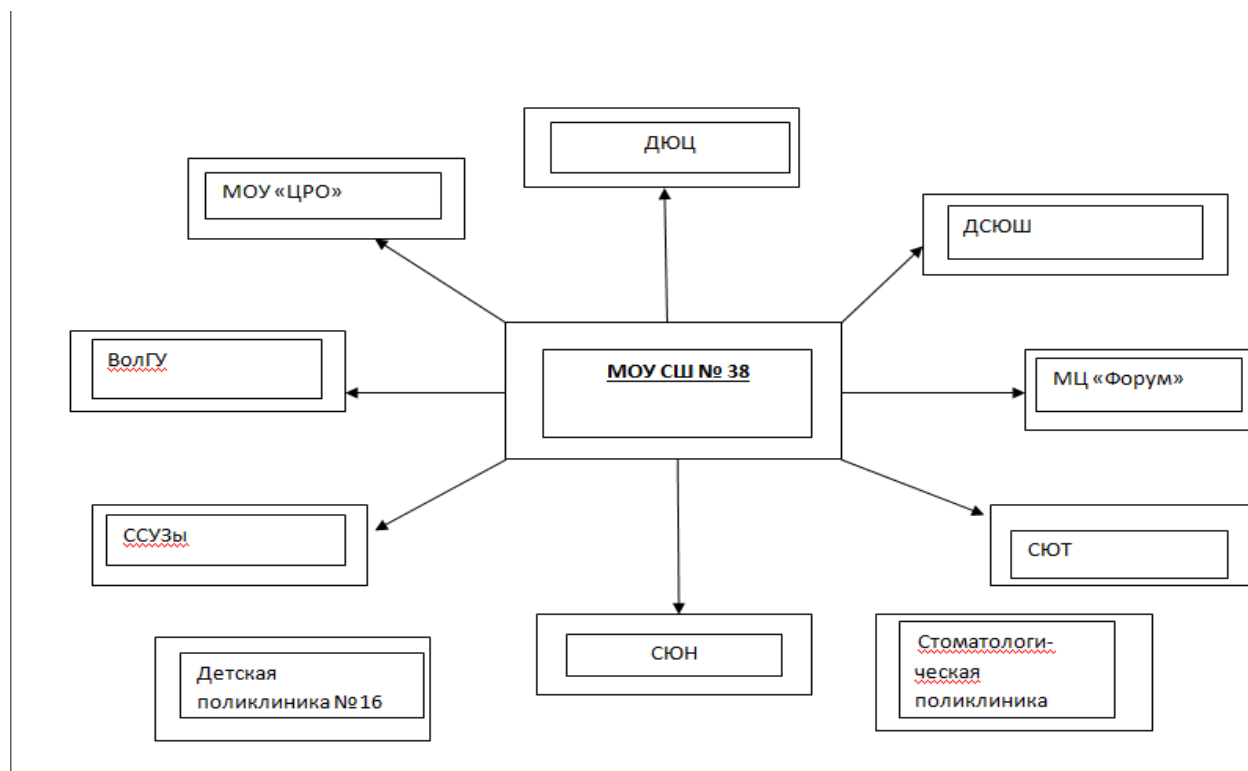 ДЮЦ
МОУ «ЦРО»
ДСЮШ
ВолГУ
МОУ СШ № 38
МЦ «Форум»
ССУЗы
СЮТ
Детская
поликлиника №16
СЮН
Стоматологи-
ческая
поликлиника